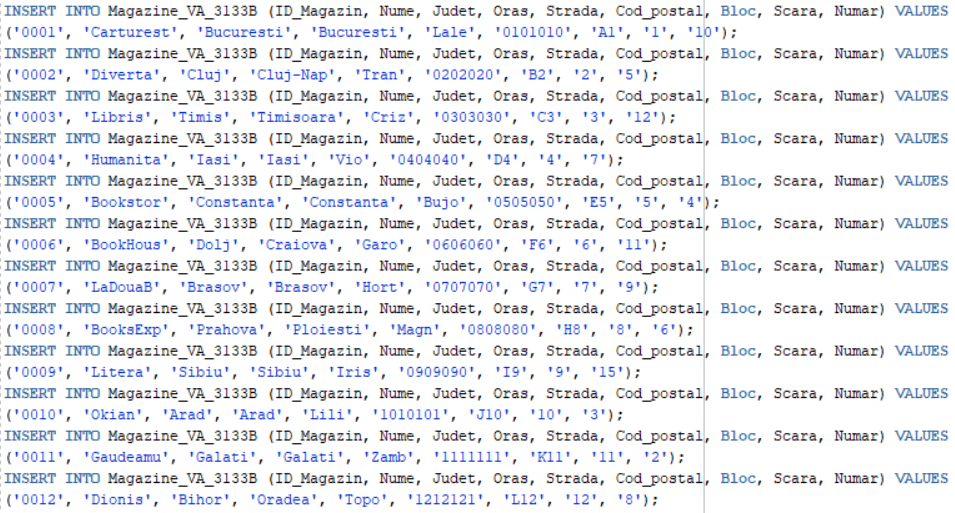 INSERT INTO Magazine_VA_3133B (ID_Magazin, Nume, Judet, Oras, Strada, Cod_postal, Bloc, Scara, Numar) VALUES
('0001', 'Carturest', 'Bucuresti', 'Bucuresti', 'Lale', '0101010', 'A1', '1', '10');
INSERT INTO Magazine_VA_3133B (ID_Magazin, Nume, Judet, Oras, Strada, Cod_postal, Bloc, Scara, Numar) VALUES
('0002', 'Diverta', 'Cluj', 'Cluj-Nap', 'Tran', '0202020', 'B2', '2', '5');
INSERT INTO Magazine_VA_3133B (ID_Magazin, Nume, Judet, Oras, Strada, Cod_postal, Bloc, Scara, Numar) VALUES
('0003', 'Libris', 'Timis', 'Timisoara', 'Criz', '0303030', 'C3', '3', '12');
INSERT INTO Magazine_VA_3133B (ID_Magazin, Nume, Judet, Oras, Strada, Cod_postal, Bloc, Scara, Numar) VALUES
('0004', 'Humanita', 'Iasi', 'Iasi', 'Vio', '0404040', 'D4', '4', '7');
INSERT INTO Magazine_VA_3133B (ID_Magazin, Nume, Judet, Oras, Strada, Cod_postal, Bloc, Scara, Numar) VALUES
('0005', 'Bookstor', 'Constanta', 'Constanta', 'Bujo', '0505050', 'E5', '5', '4');
INSERT INTO Magazine_VA_3133B (ID_Magazin, Nume, Judet, Oras, Strada, Cod_postal, Bloc, Scara, Numar) VALUES
('0006', 'BookHous', 'Dolj', 'Craiova', 'Garo', '0606060', 'F6', '6', '11');
INSERT INTO Magazine_VA_3133B (ID_Magazin, Nume, Judet, Oras, Strada, Cod_postal, Bloc, Scara, Numar) VALUES
('0007', 'LaDouaB', 'Brasov', 'Brasov', 'Hort', '0707070', 'G7', '7', '9');
INSERT INTO Magazine_VA_3133B (ID_Magazin, Nume, Judet, Oras, Strada, Cod_postal, Bloc, Scara, Numar) VALUES
('0008', 'BooksExp', 'Prahova', 'Ploiesti', 'Magn', '0808080', 'H8', '8', '6');
INSERT INTO Magazine_VA_3133B (ID_Magazin, Nume, Judet, Oras, Strada, Cod_postal, Bloc, Scara, Numar) VALUES
('0009', 'Litera', 'Sibiu', 'Sibiu', 'Iris', '0909090', 'I9', '9', '15');
INSERT INTO Magazine_VA_3133B (ID_Magazin, Nume, Judet, Oras, Strada, Cod_postal, Bloc, Scara, Numar) VALUES
('0010', 'Okian', 'Arad', 'Arad', 'Lili', '1010101', 'J10', '10', '3');
INSERT INTO Magazine_VA_3133B (ID_Magazin, Nume, Judet, Oras, Strada, Cod_postal, Bloc, Scara, Numar) VALUES
('0011', 'Gaudeamu', 'Galati', 'Galati', 'Zamb', '1111111', 'K11', '11', '2');
INSERT INTO Magazine_VA_3133B (ID_Magazin, Nume, Judet, Oras, Strada, Cod_postal, Bloc, Scara, Numar) VALUES
('0012', 'Dionis', 'Bihor', 'Oradea', 'Topo', '1212121', 'L12', '12', '8');